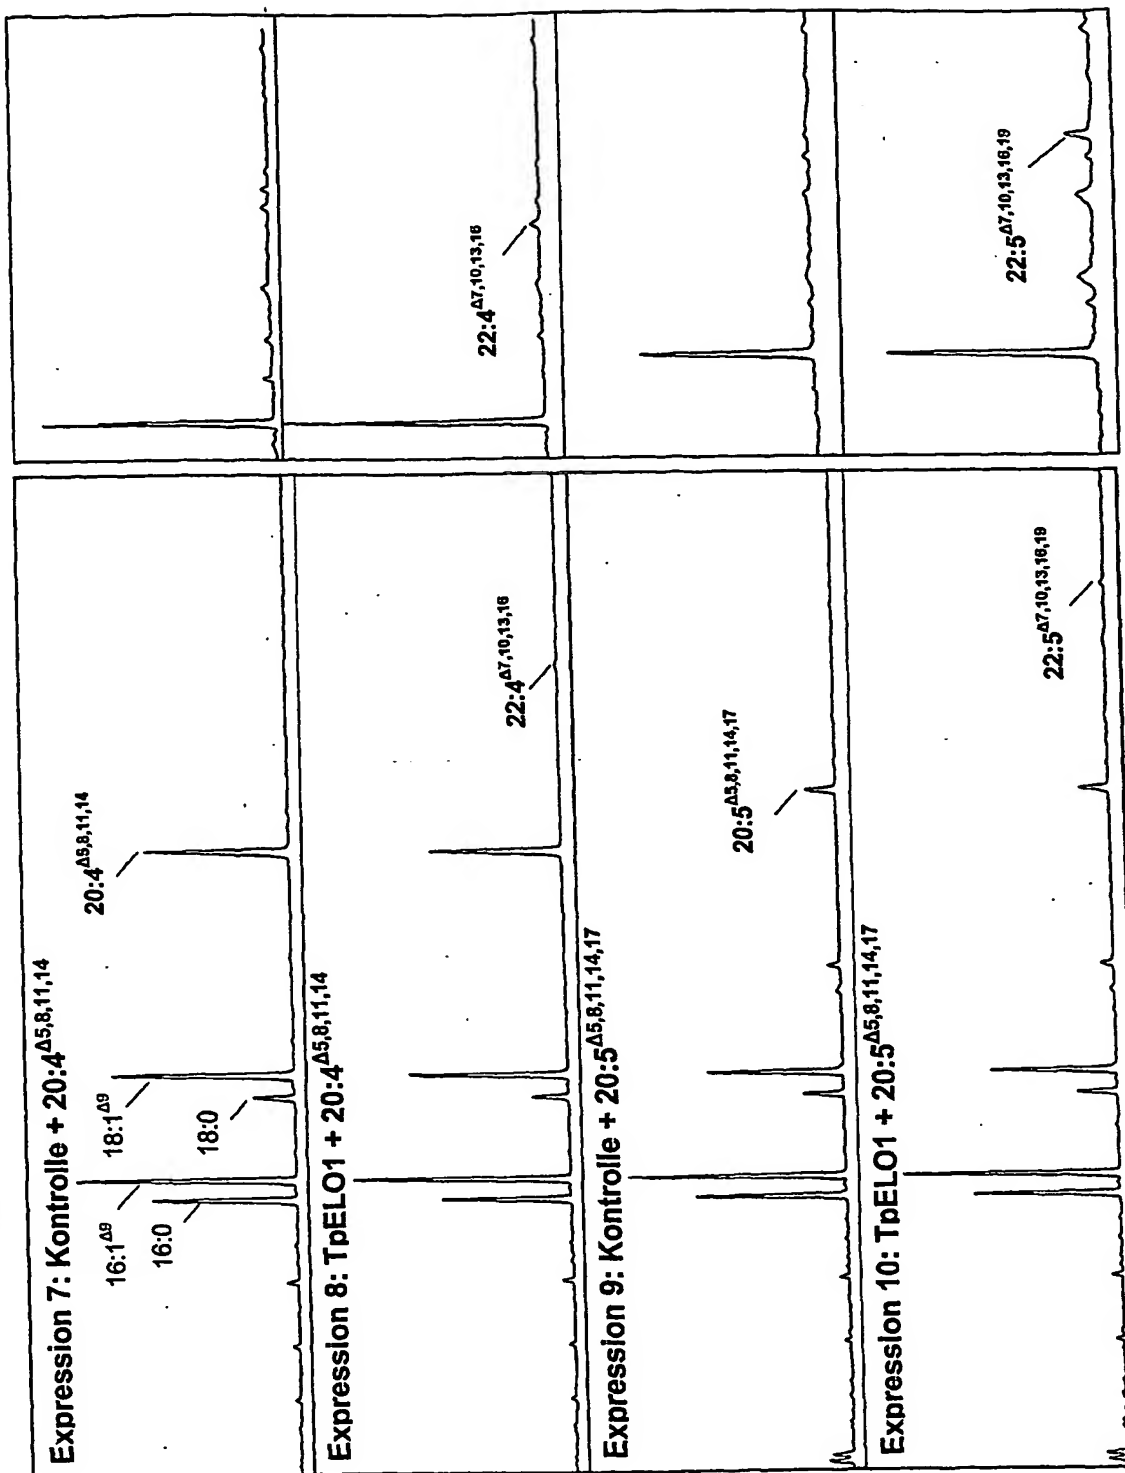 Expression 7: Kontrolle + 20:4Δ5,8,11,14
16:1Δ9
16:0
18:1Δ9
18:0
20:4Δ5,8,11,14
Expression 8: TpELO1 + 20:4Δ5,8,11,14
22:4Δ7,10,13,16
22:4Δ7,10,13,16
Expression 9: Kontrolle + 20:5Δ5,8,11,14,17
20:5Δ5,8,11,14,17
Expression 10: TpELO1 + 20:5Δ5,8,11,14,17
22:5Δ7,10,13,16,19
22:5Δ7,10,13,16,19